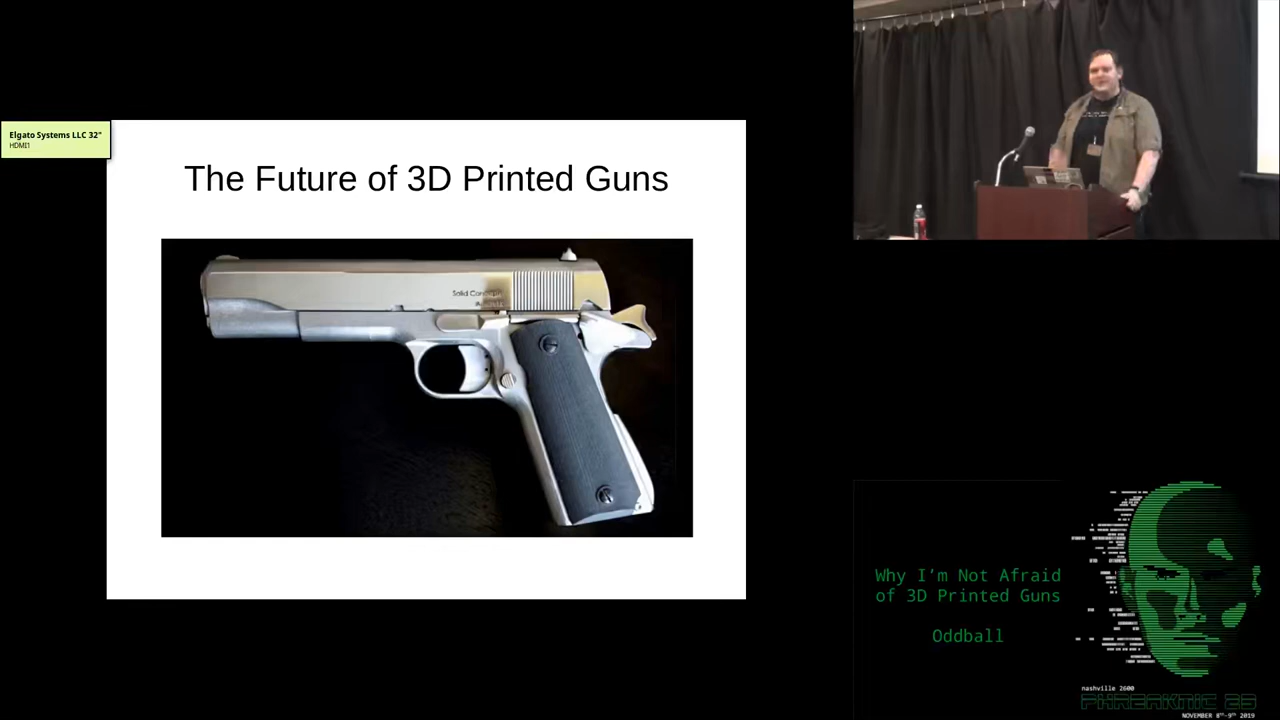 Elgato Systems LLC 32"
HDMI1
The Future of 3D Printed Guns
Solid Concepts
Why I'm Not Afraid
of 3D Printed Guns
Oddball
nashville 2600
PHREAKNIC 23
NOVEMBER 8TH-9TH 2019